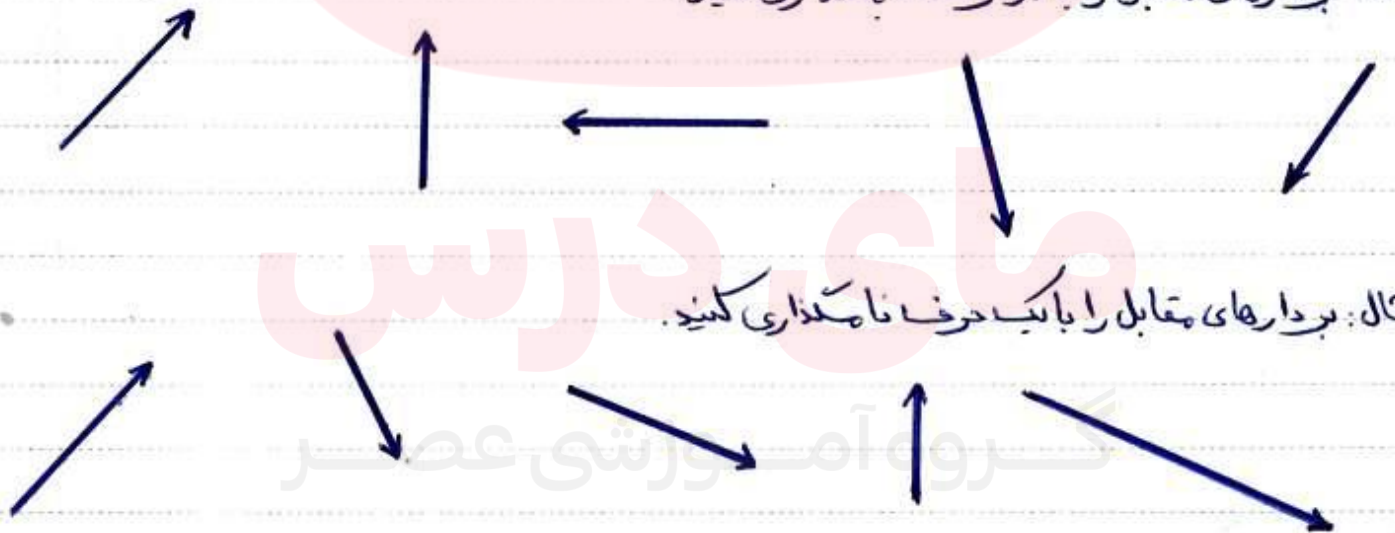 مای درس
مثال: بردارهای مقابل را با یک حرف نامگذاری کنید.
گروه آموزشی عصر